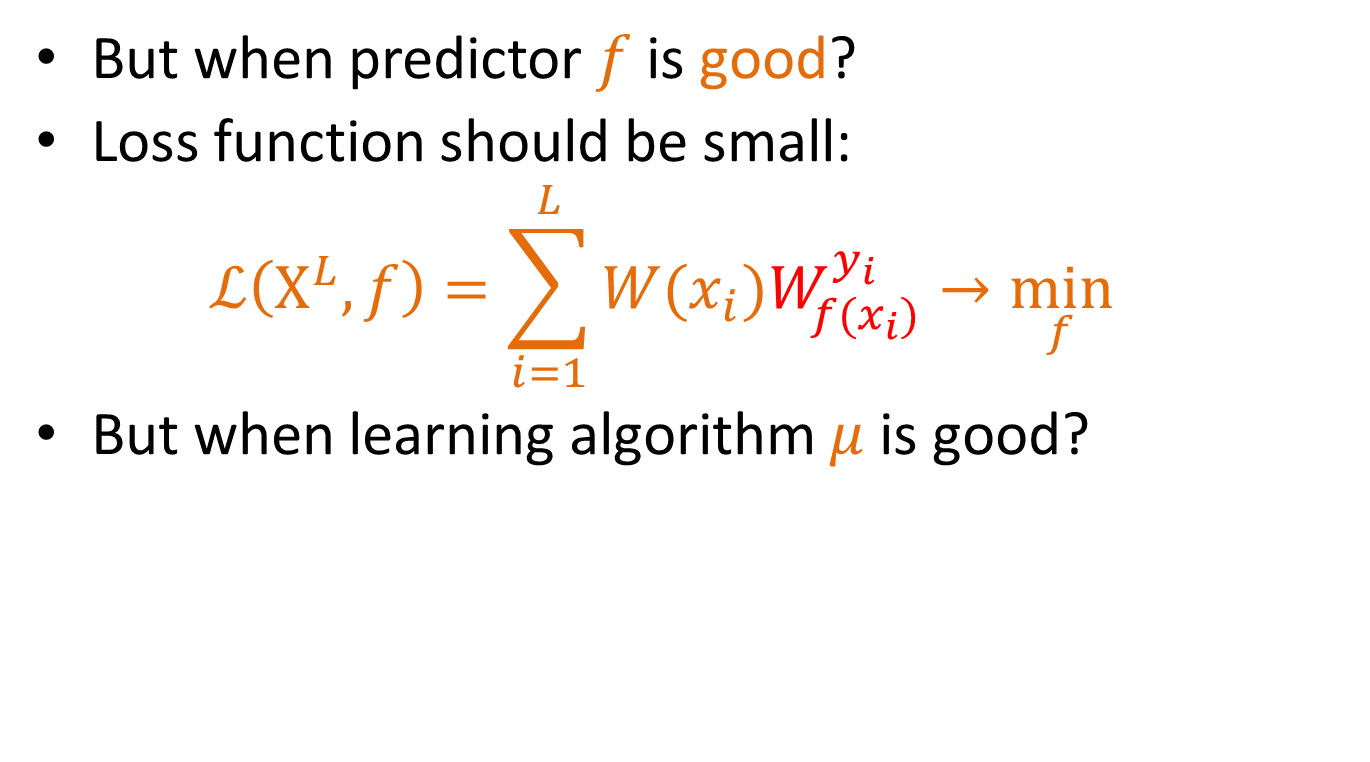 • But when predictor f is good?
• Loss function should be small:
ℒ(X^L, f) = ∑_{i=1}^{L} W(x_i)W_{f(x_i)}^{y_i} → min_f
• But when learning algorithm μ is good?